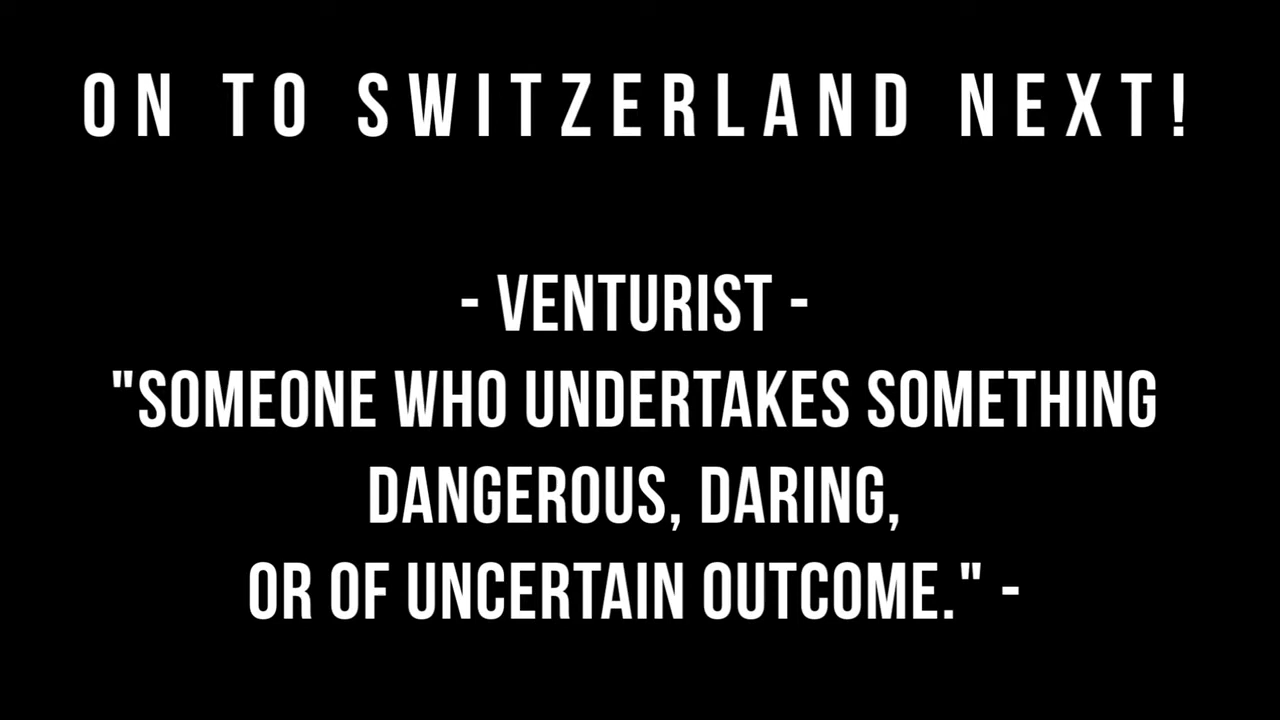 ON TO SWITZERLAND NEXT!
- VENTURIST -
"SOMEONE WHO UNDERTAKES SOMETHING
DANGEROUS, DARING,
OR OF UNCERTAIN OUTCOME." -